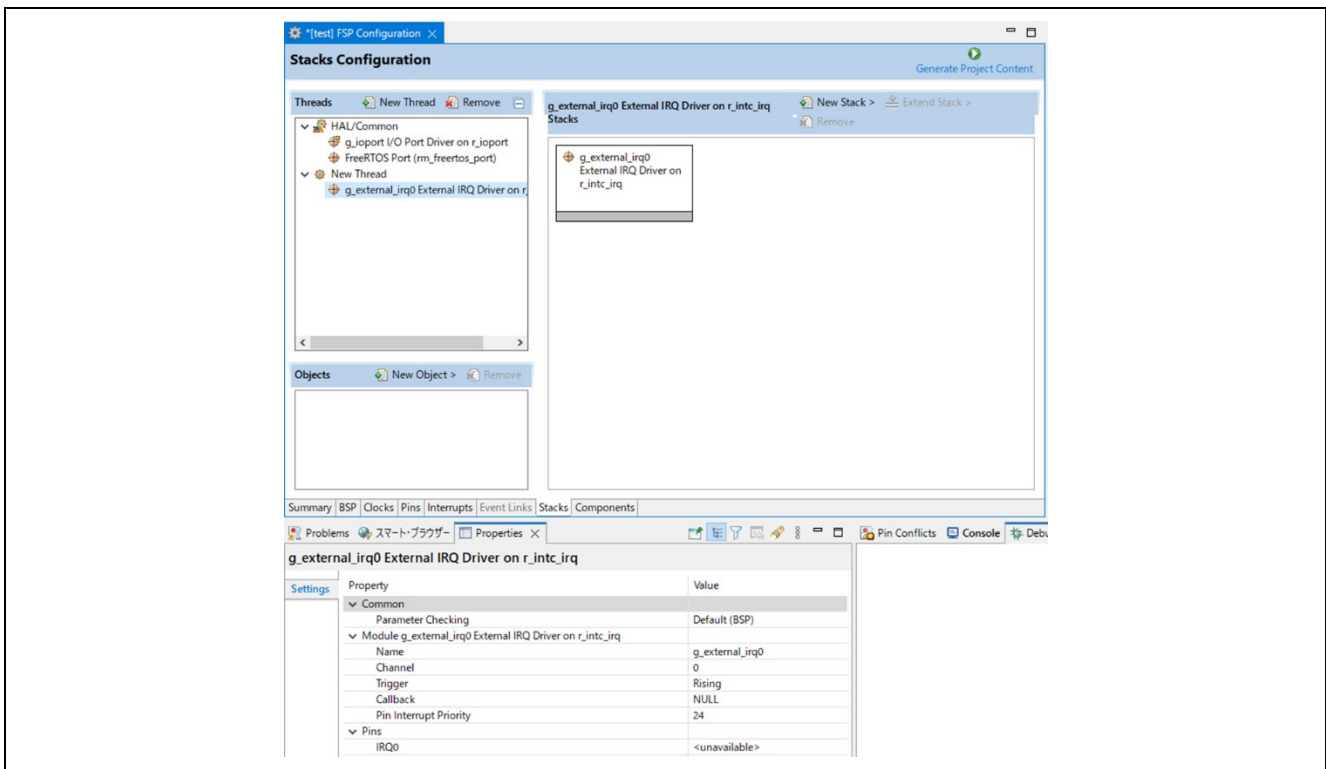 *[test] FSP Configuration
Stacks Configuration
Generate Project Content
Threads New Thread Remove
HAL/Common
g_ioport I/O Port Driver on r_ioport
FreeRTOS Port (rm_freertos_port)
New Thread
g_external_irq0 External IRQ Driver on r_
g_external_irq0 External IRQ Driver on r_intc_irq
Stacks
New Stack > Extend Stack >
Remove
g_external_irq0
External IRQ Driver on
r_intc_irq
Objects New Object > Remove
Summary BSP Clocks Pins Interrupts Event Links Stacks Components
Problems スマート・ブラウザー Properties Pin Conflicts Console Debu
g_external_irq0 External IRQ Driver on r_intc_irq
Settings Property Value
Common
Parameter Checking Default (BSP)
Module g_external_irq0 External IRQ Driver on r_intc_irq
Name g_external_irq0
Channel 0
Trigger Rising
Callback NULL
Pin Interrupt Priority 24
Pins
IRQ0 <unavailable>